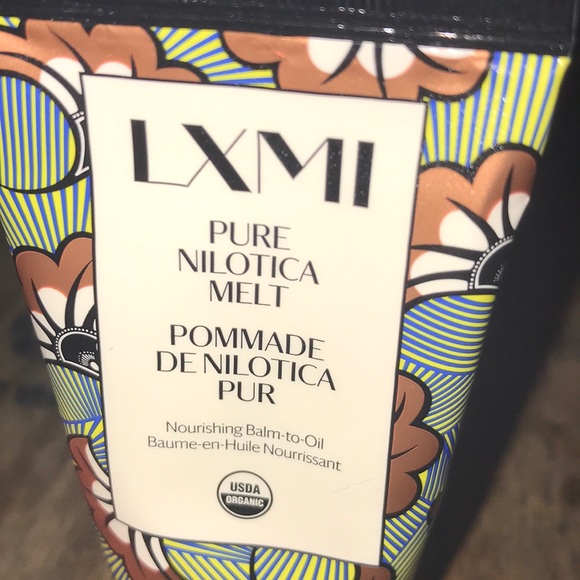 LXMI
PURE
NILOTICA
MELT
POMMADE
DE NILOTICA
PUR
Nourishing Balm-to-Oil
Baume-en-Huile Nourrissant
USDA
ORGANIC